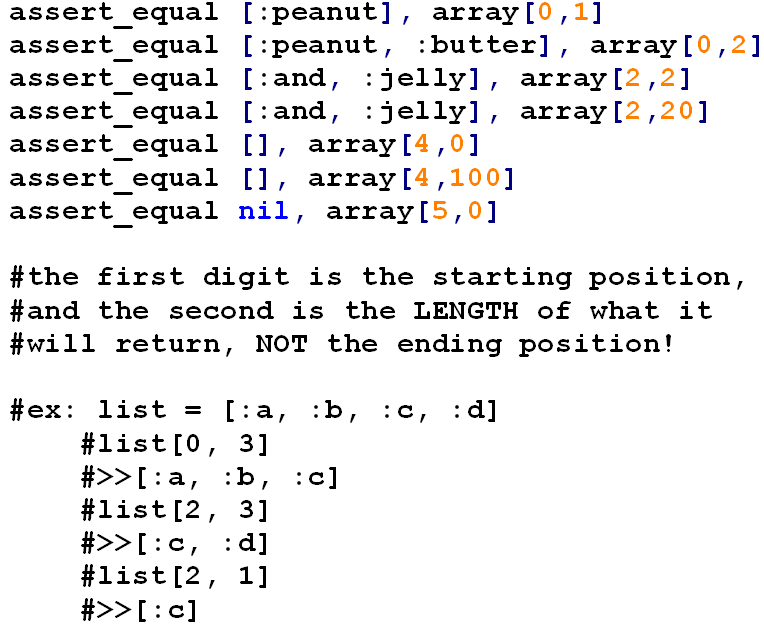 assert_equal [:peanut], array[0,1]
assert_equal [:peanut, :butter], array[0,2]
assert_equal [:and, :jelly], array[2,2]
assert_equal [:and, :jelly], array[2,20]
assert_equal [], array[4,0]
assert_equal [], array[4,100]
assert_equal nil, array[5,0]
#the first digit is the starting position,
#and the second is the LENGTH of what it
#will return, NOT the ending position!
#ex: list = [:a, :b, :c, :d]
#list[0, 3]
#>>[:a, :b, :c]
#list[2, 3]
#>>[:c, :d]
#list[2, 1]
#>>[:c]